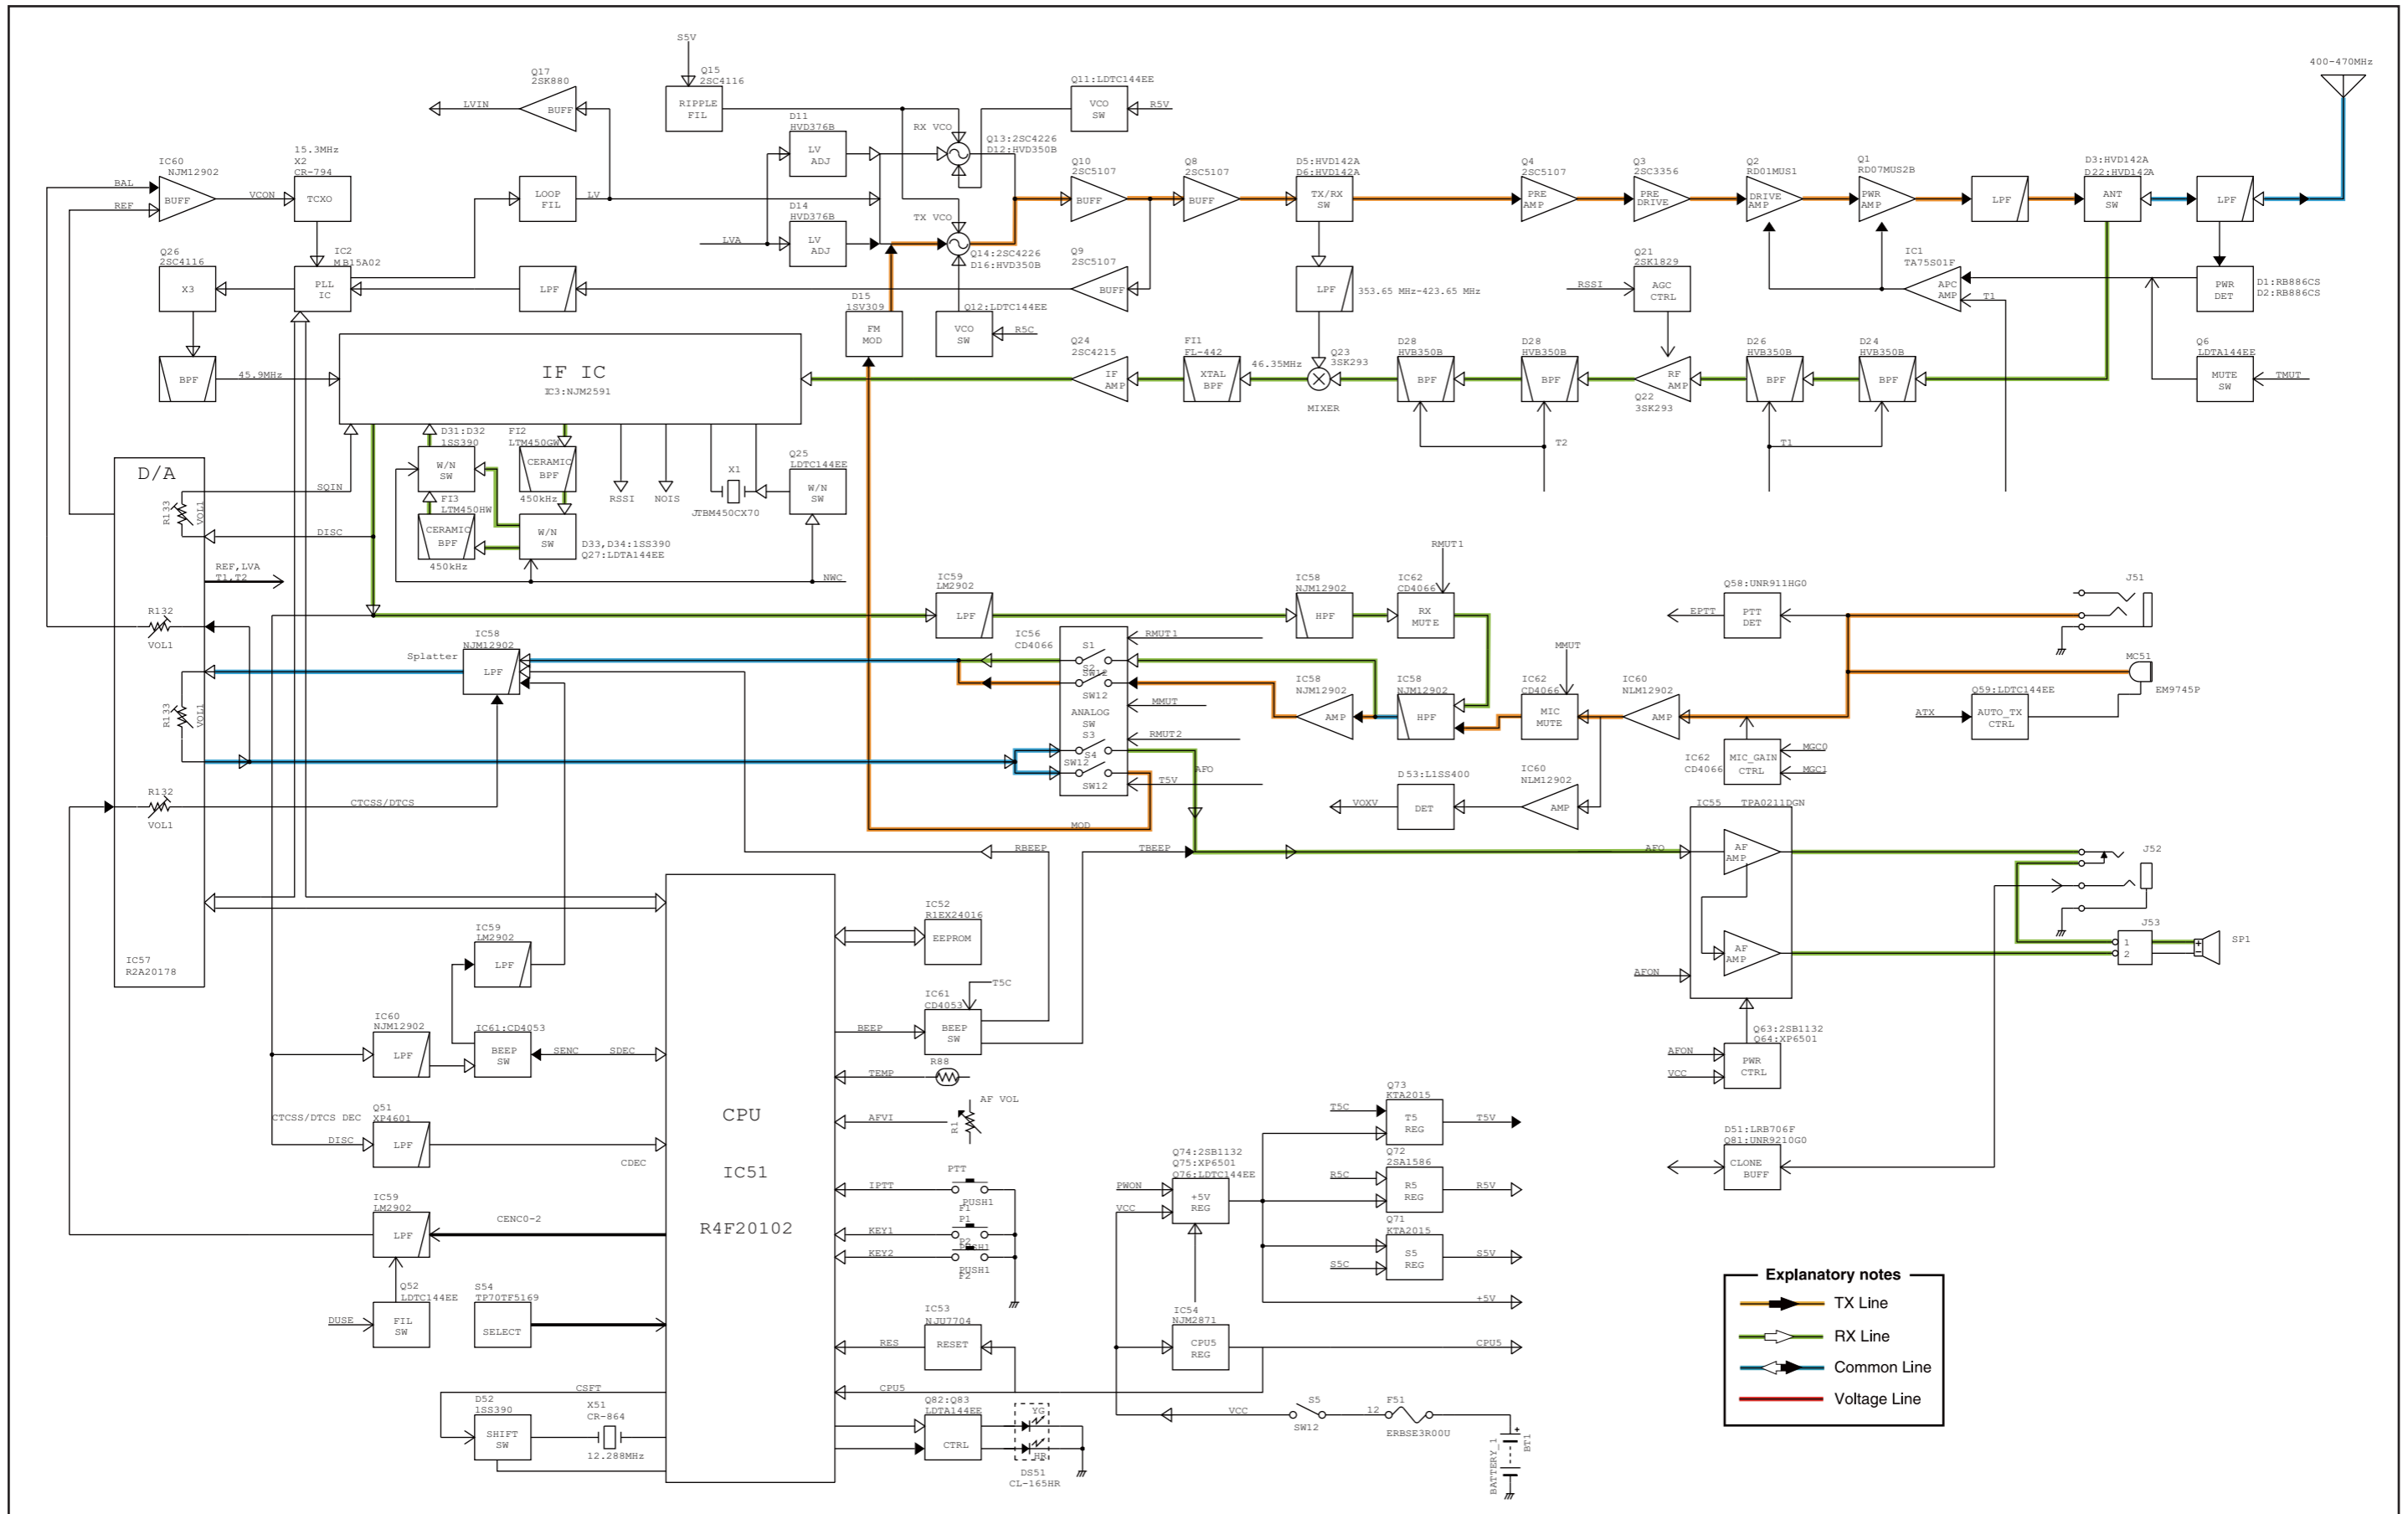 400-470MHz
S5V
Q17
2SK880
BUFF
LVIN
Q15
2SC4116
RIPPLE
FIL
D11
HVD376B
LV
ADJ
RX VCO
Q13:2SC4226
D12:HVD350B
Q11:LDTC144EE
VCO
SW
R5V
IC60
NJM12902
BUFF
BAL
REF
VCON
15.3MHz
X2
CR-794
TCXO
LOOP
FIL
LV
D14
HVD376B
LV
ADJ
LVA
TX VCO
Q14:2SC4226
D16:HVD350B
Q10
2SC5107
BUFF
Q8
2SC5107
BUFF
D5:HVD142A
D6:HVD142A
TX/RX
SW
Q4
2SC5107
PRE
AMP
Q3
2SC3356
PRE
DRIVE
Q2
RD01MUS1
DRIVE
AMP
Q1
RD07MUS2B
PWR
AMP
LPF
D3:HVD142A
D22:HVD142A
ANT
SW
LPF
Q26
2SC4116
X3
IC2
MB15A02
PLL
IC
LPF
D15
1SV309
FM
MOD
Q12:LDTC144EE
VCO
SW
R5C
Q9
2SC5107
BUFF
LPF
353.65 MHz-423.65 MHz
RSSI
Q21
2SK1829
AGC
CTRL
IC1
TA75S01F
APC
AMP
T1
PWR
DET
D1:RB886CS
D2:RB886CS
BPF
45.9MHz
IF IC
IC3:NJM2591
Q24
2SC4215
IF
AMP
FI1
FL-442
XTAL
BPF
46.35MHz
Q23
3SK293
MIXER
D28
HVB350B
BPF
D28
HVB350B
BPF
RF
AMP
Q22
3SK293
D26
HVB350B
BPF
D24
HVB350B
BPF
Q6
LDTA144EE
MUTE
SW
TMUT
T2
T1
D31:D32
1SS390
W/N
SW
FI2
LTM450GW
CERAMIC
BPF
450kHz
FI3
LTM450HW
CERAMIC
BPF
450kHz
W/N
SW
D33,D34:1SS390
Q27:LDTA144EE
RSSI
NOIS
X1
JTBM450CX70
Q25
LDTC144EE
W/N
SW
NWC
D/A
SQIN
R133
VOL1
DISC
REF,LVA
T1,T2
R132
VOL1
R133
VOL1
R132
VOL1
CTCSS/DTCS
IC57
R2A20178
IC58
NJM12902
Splatter
LPF
IC59
LM2902
LPF
IC58
NJM12902
HPF
RMUT1
IC62
CD4066
RX
MUTE
IC56
CD4066
S1
S2
SW12
SW12
ANALOG
SW
S3
S4
SW12
SW12
RMUT1
MMUT
RMUT2
T5V
AFO
MOD
IC58
NJM12902
AMP
IC58
NJM12902
HPF
MMUT
IC62
CD4066
MIC
MUTE
IC60
NLM12902
AMP
Q58:UNR911HG0
PTT
DET
EPTT
J51
MC51
EM9745P
Q59:LDTC144EE
AUTO_TX
CTRL
ATX
IC62
CD4066
MIC_GAIN
CTRL
MGC0
MGC1
D53:L1SS400
DET
VOXV
IC60
NLM12902
AMP
RBEEP
TBEEP
AFO
IC55
TPA0211DGN
AF
AMP
AF
AMP
AFON
J52
J53
1
2
SP1
Q63:2SB1132
Q64:XP6501
PWR
CTRL
AFON
VCC
IC59
LM2902
LPF
IC60
NJM12902
LPF
IC61:CD4053
BEEP
SW
SENC
SDEC
Q51
XP4601
CTCSS/DTCS DEC
DISC
LPF
CDEC
IC59
LM2902
LPF
CENC0-2
Q52
LDTC144EE
FIL
SW
DUSE
S54
TP70TF5169
SELECT
CSFT
D52
1SS390
SHIFT
SW
X51
CR-864
12.288MHz
CPU
IC51
R4F20102
IC52
R1EX24016
EEPROM
T5C
IC61
CD4053
BEEP
SW
BEEP
TEMP
R88
AFVI
R1
AF VOL
PTT
IPTT
PUSH1
F1
P1
KEY1
P2
PUSH1
KEY2
PUSH1
F2
IC53
NJU7704
RESET
RES
CPU5
Q82:Q83
LDTA144EE
CTRL
YG
HR
DS51
CL-165HR
Q74:2SB1132
Q75:XP6501
Q76:LDTC144EE
+5V
REG
PWON
VCC
Q73
KTA2015
T5
REG
T5C
T5V
Q72
2SA1586
R5
REG
R5C
R5V
Q71
KTA2015
S5
REG
S5C
S5V
+5V
IC54
NJM2871
CPU5
REG
CPU5
VCC
S5
SW12
12
F51
ERBSE3R00U
BATTERY_1
BT1
D51:LRB706F
Q81:UNR9210G0
CLONE
BUFF
Explanatory notes
TX Line
RX Line
Common Line
Voltage Line